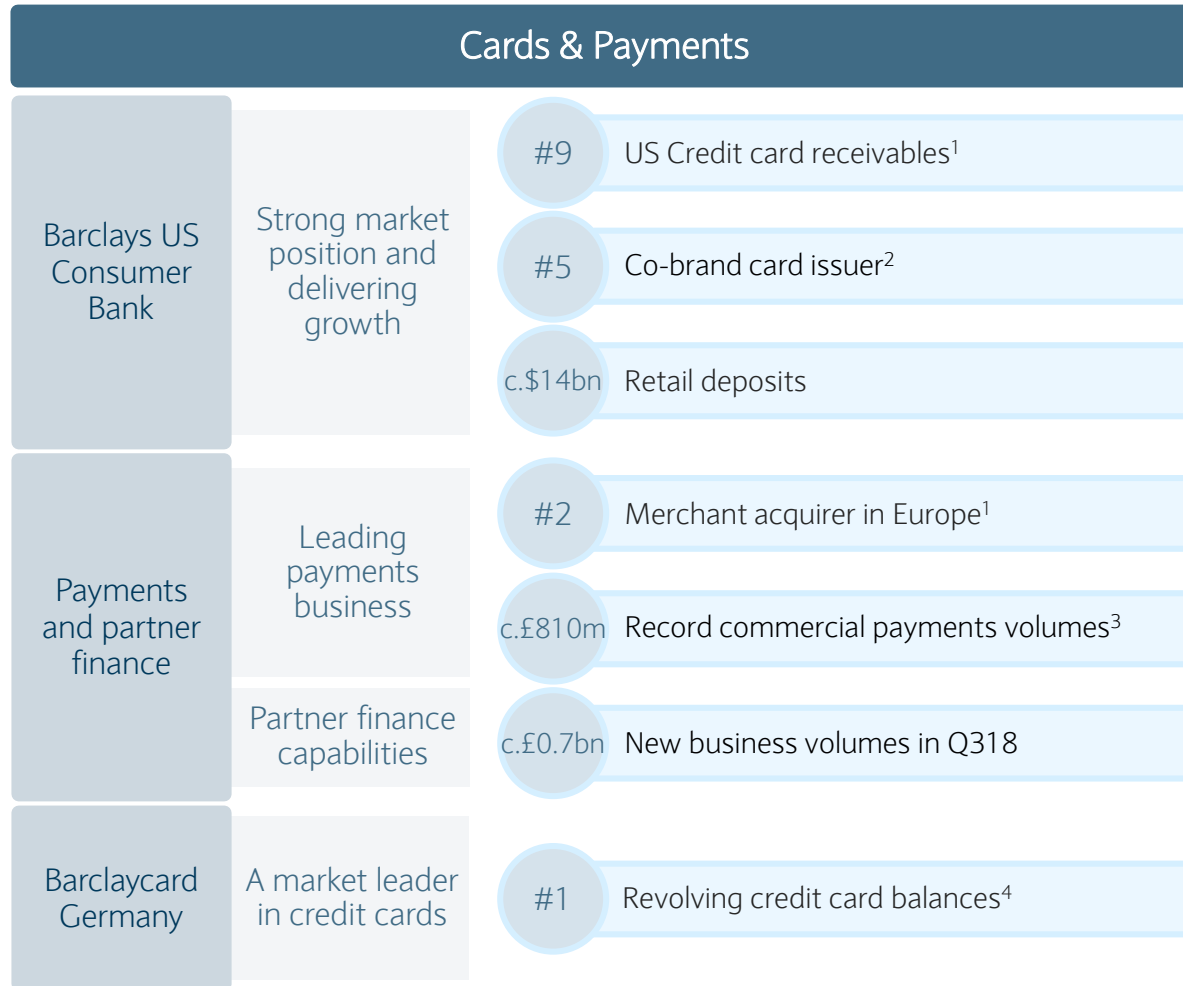 Cards & Payments
Barclays US
Consumer
Bank
Strong market
position and
delivering
growth
#9
US Credit card receivables¹
#5
Co-brand card issuer²
c.$14bn
Retail deposits
Payments
and partner
finance
Leading
payments
business
#2
Merchant acquirer in Europe¹
c.£810m
Record commercial payments volumes³
Partner finance
capabilities
c.£0.7bn
New business volumes in Q318
Barclaycard
Germany
A market leader
in credit cards
#1
Revolving credit card balances⁴